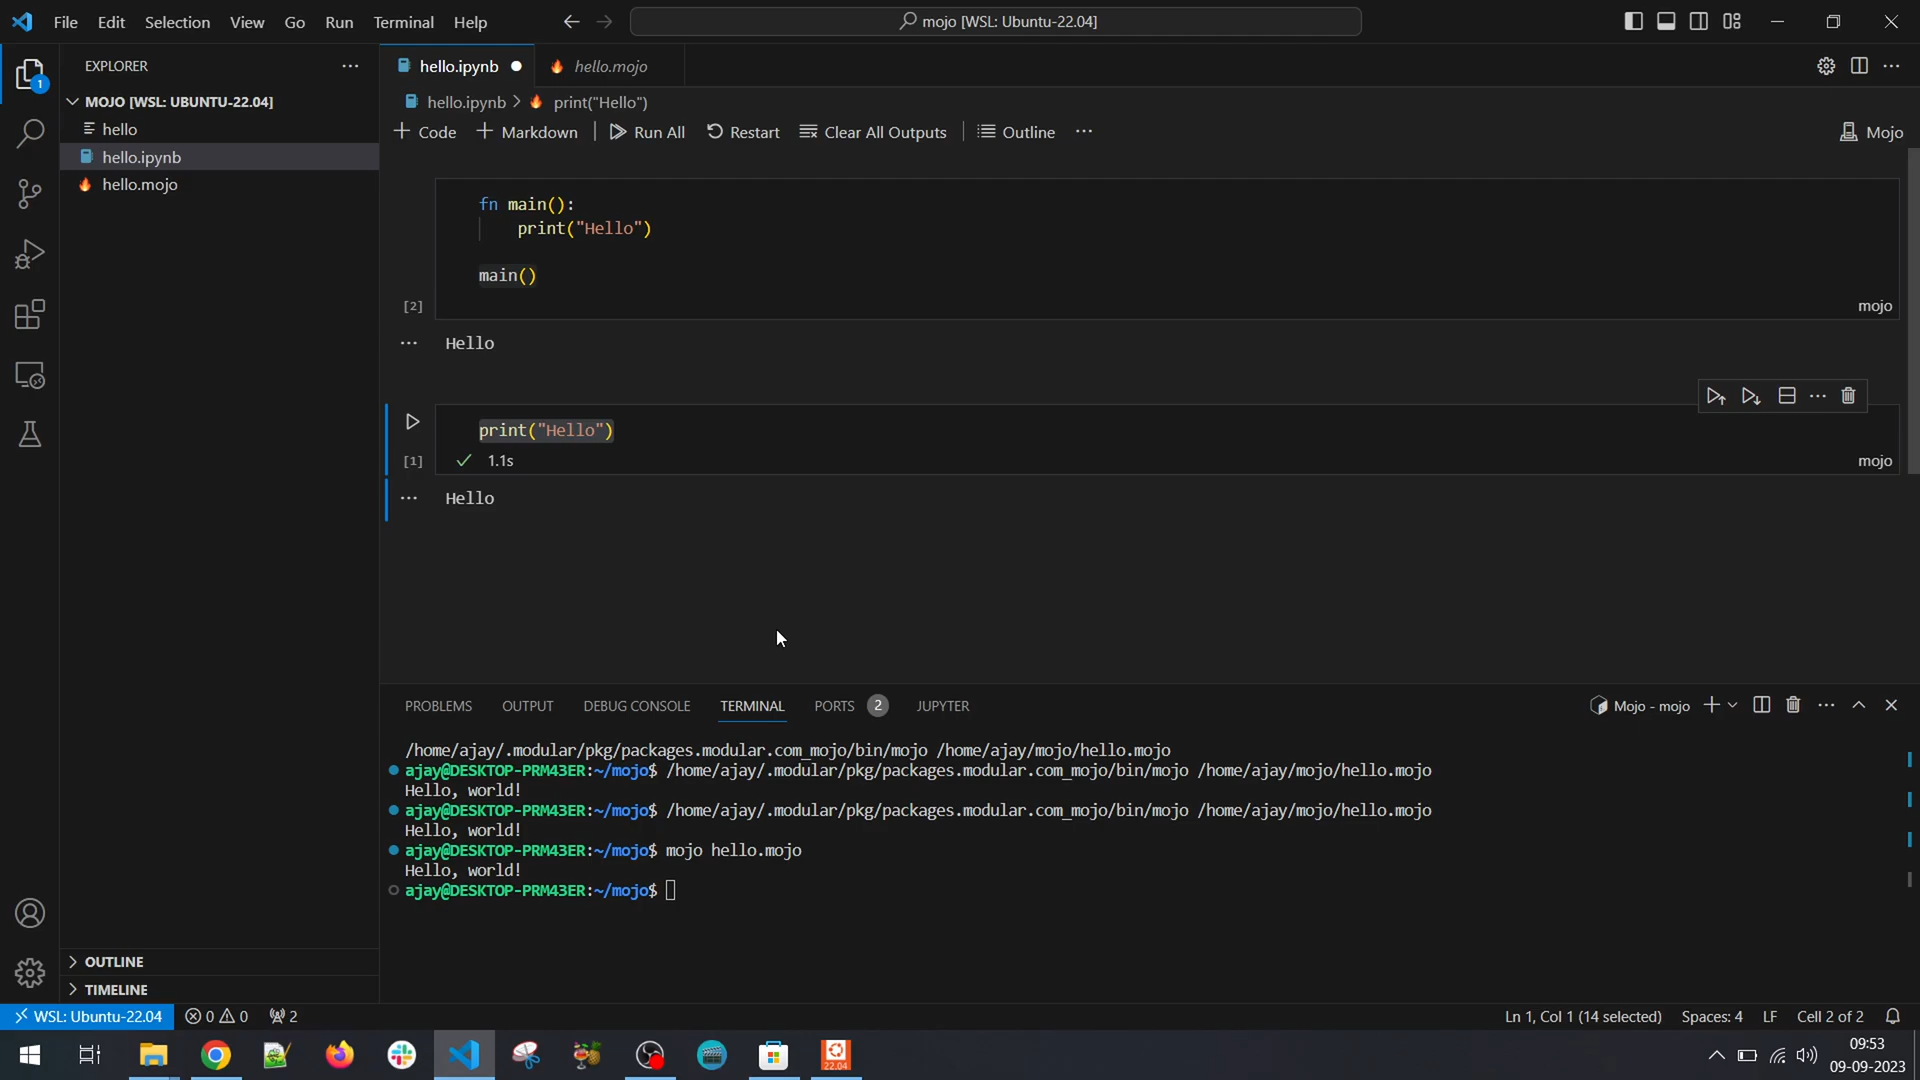 File Edit Selection View Go Run Terminal Help mojo [WSL: Ubuntu-22.04]
EXPLORER
1
MOJO [WSL: UBUNTU-22.04]
hello
hello.ipynb
hello.mojo
OUTLINE
TIMELINE
hello.ipynb hello.mojo
hello.ipynb print("Hello")
Code Markdown Run All Restart Clear All Outputs Outline ... Mojo
fn main():
print("Hello")
main()
[2] mojo
Hello
print("Hello")
[1] 1.1s mojo
Hello
PROBLEMS OUTPUT DEBUG CONSOLE TERMINAL PORTS 2 JUPYTER Mojo - mojo
/home/ajay/.modular/pkg/packages.modular.com_mojo/bin/mojo /home/ajay/mojo/hello.mojo
ajay@DESKTOP-PRM43ER:~/mojo$ /home/ajay/.modular/pkg/packages.modular.com_mojo/bin/mojo /home/ajay/mojo/hello.mojo
Hello, world!
ajay@DESKTOP-PRM43ER:~/mojo$ /home/ajay/.modular/pkg/packages.modular.com_mojo/bin/mojo /home/ajay/mojo/hello.mojo
Hello, world!
ajay@DESKTOP-PRM43ER:~/mojo$ mojo hello.mojo
Hello, world!
ajay@DESKTOP-PRM43ER:~/mojo$
WSL: Ubuntu-22.04 0 0 2 Ln 1, Col 1 (14 selected) Spaces: 4 LF Cell 2 of 2
22.04
09:53
09-09-2023